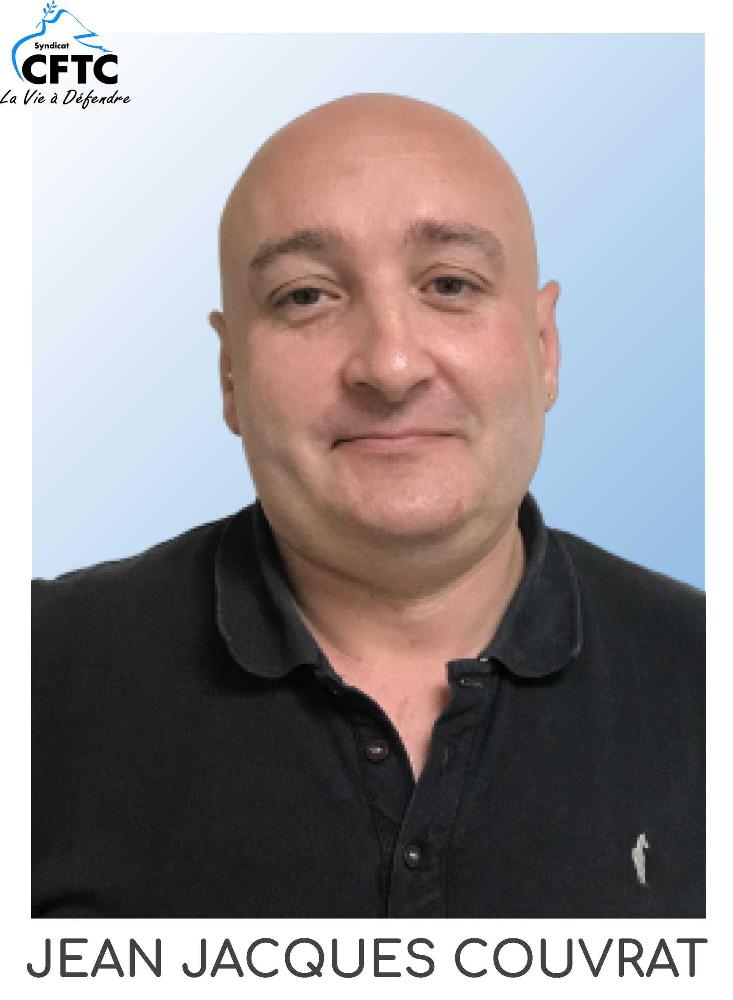 Syndicat
CFTC
La Vie à Défendre
JEAN JACQUES COUVRAT